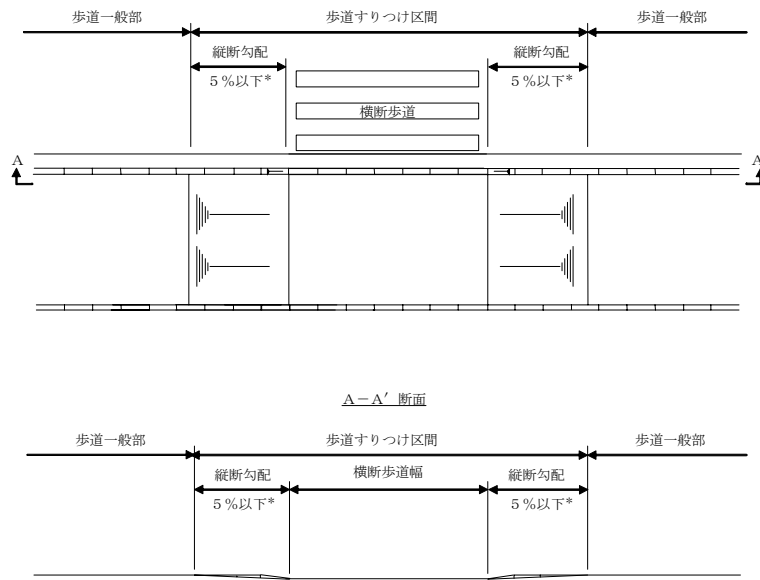 歩道一般部
歩道すりつけ区間
歩道一般部
縦断勾配
5%以下*
縦断勾配
5%以下*
横断歩道
A
A
A-A′ 断面
歩道一般部
歩道すりつけ区間
歩道一般部
縦断勾配
5%以下*
横断歩道幅
縦断勾配
5%以下*